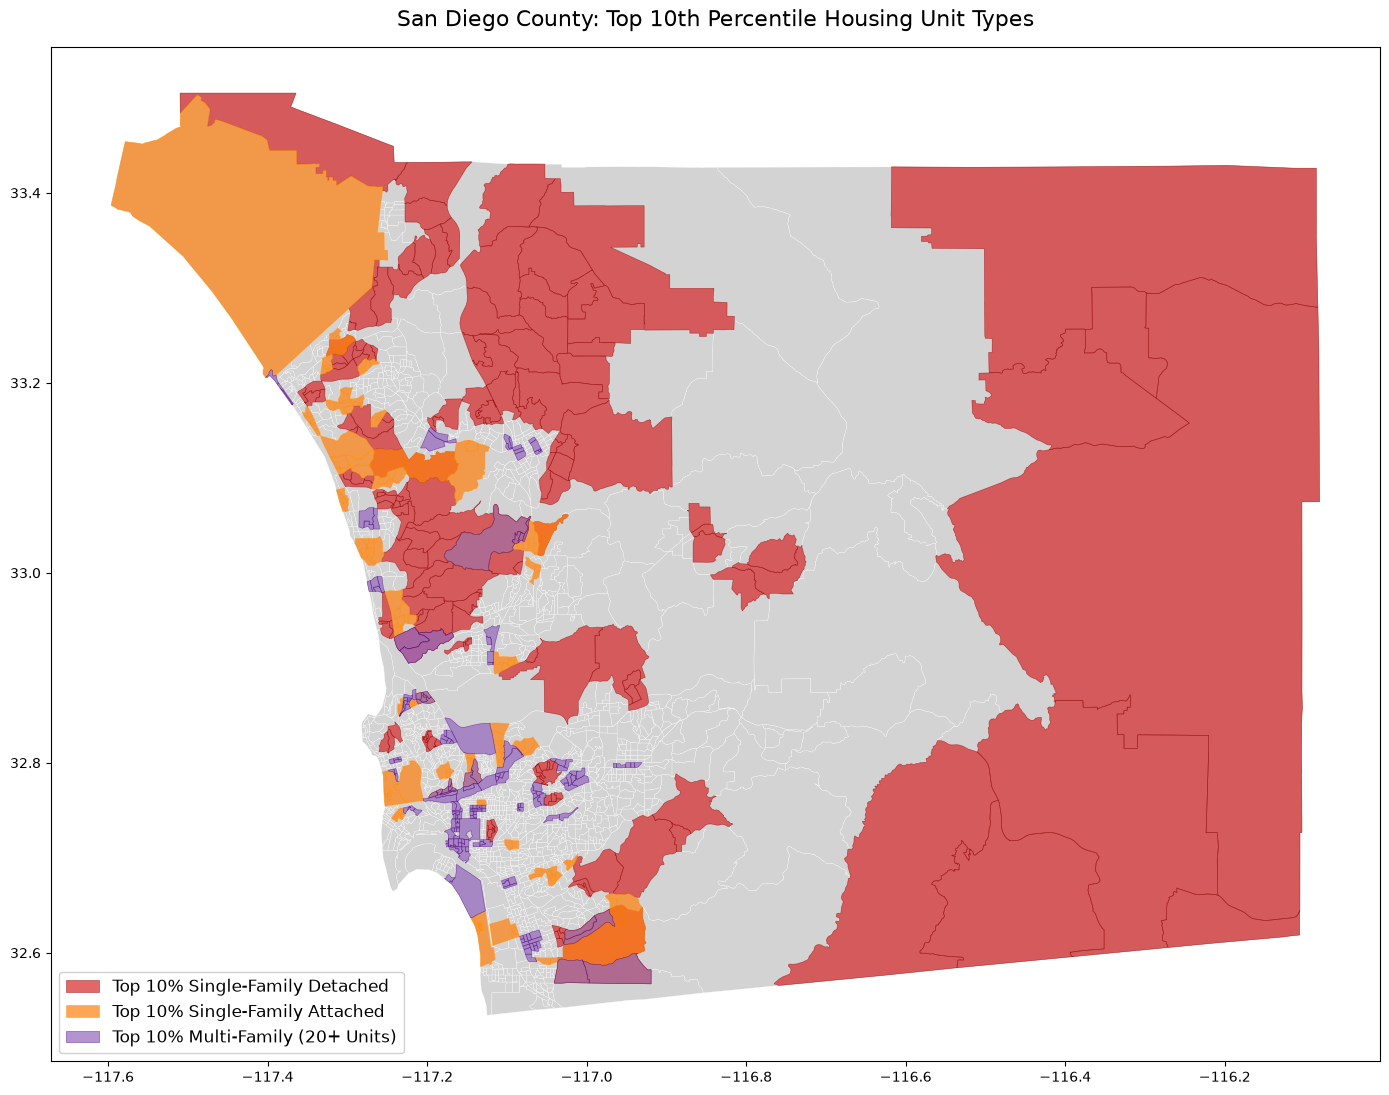 San Diego County: Top 10th Percentile Housing Unit Types
33.4
33.2
33.0
32.8
32.6
Top 10% Single-Family Detached
Top 10% Single-Family Attached
Top 10% Multi-Family (20+ Units)
−117.6 −117.4 −117.2 −117.0 −116.8 −116.6 −116.4 −116.2